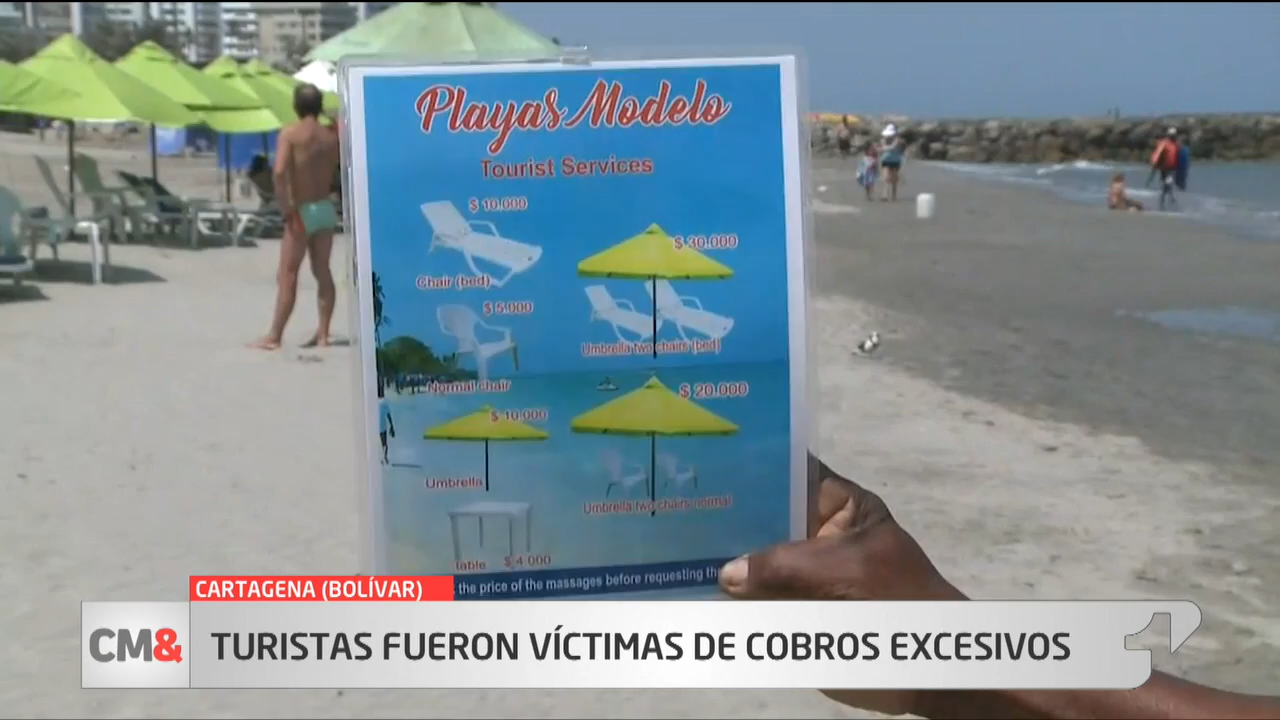 Playas Modelo
Tourist Services
$ 10.000
Chair (bed)
$ 30.000
Umbrella two chairs (bed)
$ 5.000
Normal chair
$ 10.000
Umbrella
$ 20.000
Umbrella two chairs normal
table $ 4.000
the price of the massages before requesting
CARTAGENA (BOLÍVAR)
CM&
TURISTAS FUERON VÍCTIMAS DE COBROS EXCESIVOS
1